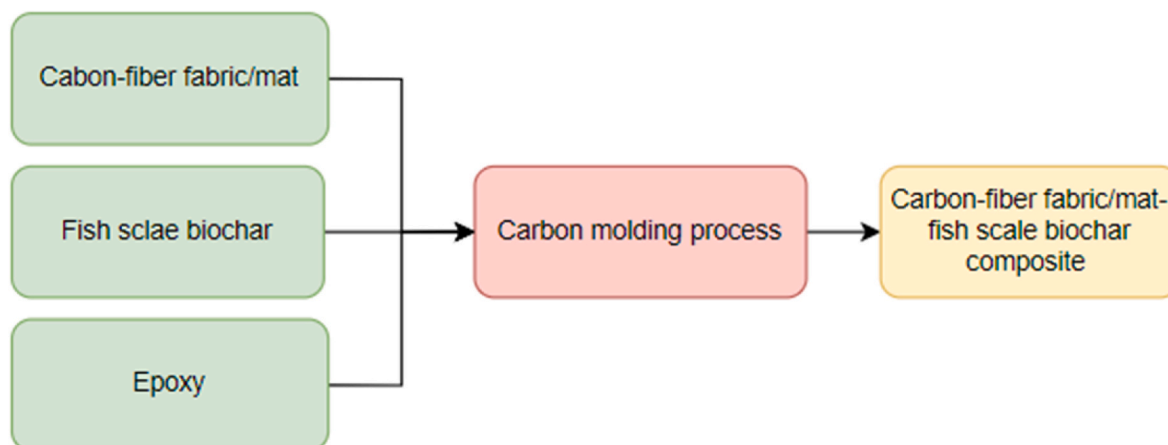 Cabon-fiber fabric/mat
Fish sclae biochar
Epoxy
Carbon molding process
Carbon-fiber fabric/mat-
fish scale biochar
composite